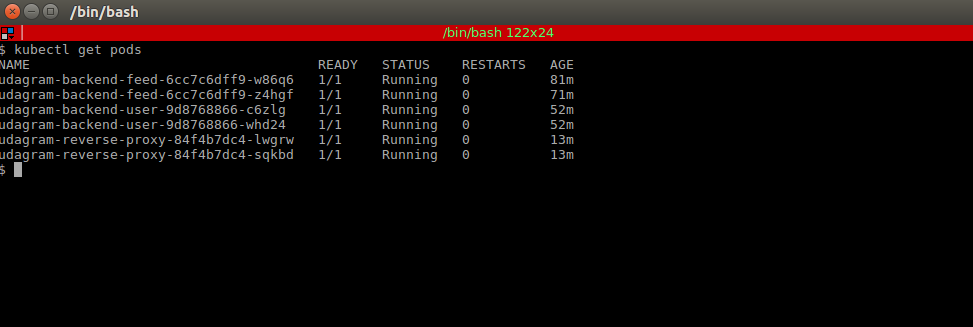 /bin/bash
/bin/bash 122x24
$ kubectl get pods
NAME READY STATUS RESTARTS AGE
udagram-backend-feed-6cc7c6dff9-w86q6 1/1 Running 0 81m
udagram-backend-feed-6cc7c6dff9-z4hgf 1/1 Running 0 71m
udagram-backend-user-9d8768866-c6zlg 1/1 Running 0 52m
udagram-backend-user-9d8768866-whd24 1/1 Running 0 52m
udagram-reverse-proxy-84f4b7dc4-lwgrw 1/1 Running 0 13m
udagram-reverse-proxy-84f4b7dc4-sqkbd 1/1 Running 0 13m
$